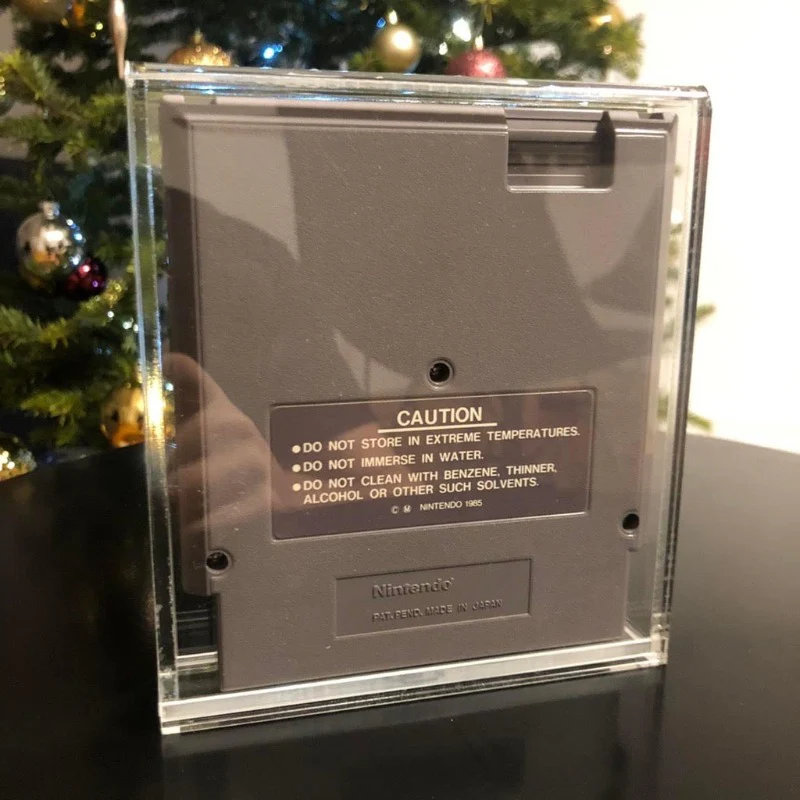 CAUTION
●DO NOT STORE IN EXTREME TEMPERATURES.
●DO NOT IMMERSE IN WATER.
●DO NOT CLEAN WITH BENZENE, THINNER,
ALCOHOL OR OTHER SUCH SOLVENTS.
© Ⓜ NINTENDO 1985
Nintendo®
PAT. PEND. MADE IN JAPAN